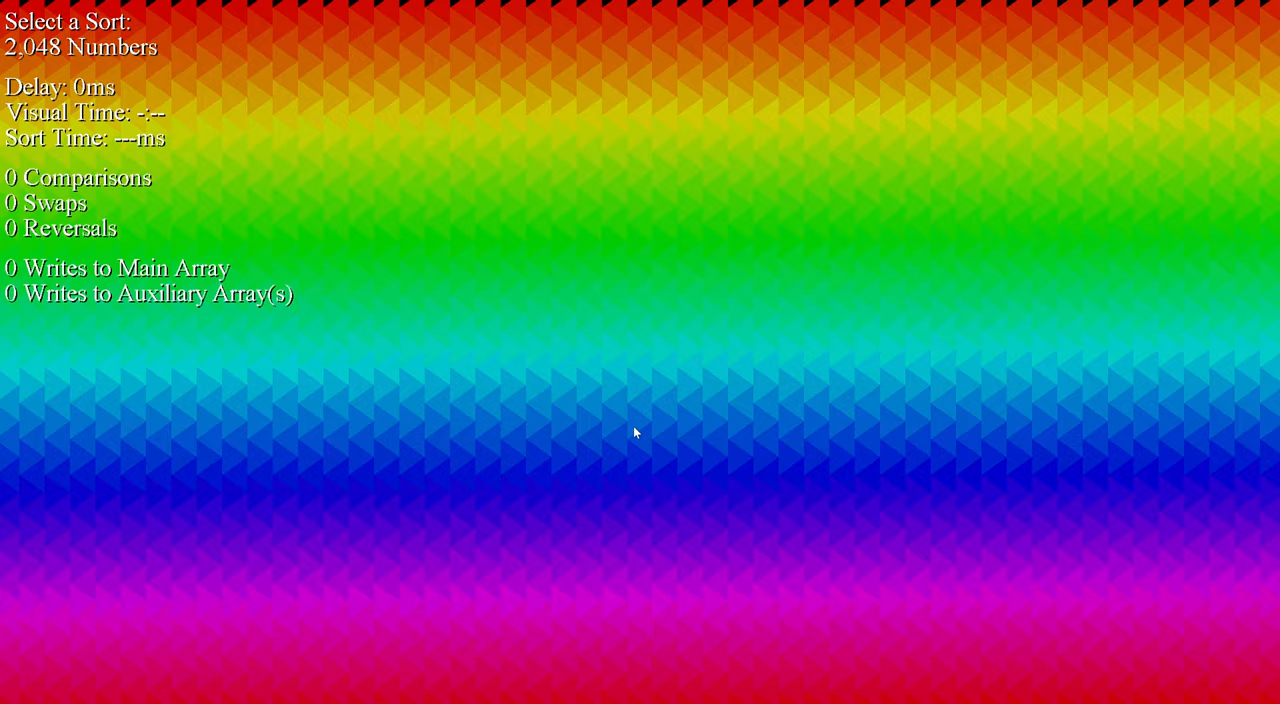 Select a Sort:
2,048 Numbers
Delay: 0ms
Visual Time: -:--
Sort Time: ---ms
0 Comparisons
0 Swaps
0 Reversals
0 Writes to Main Array
0 Writes to Auxiliary Array(s)